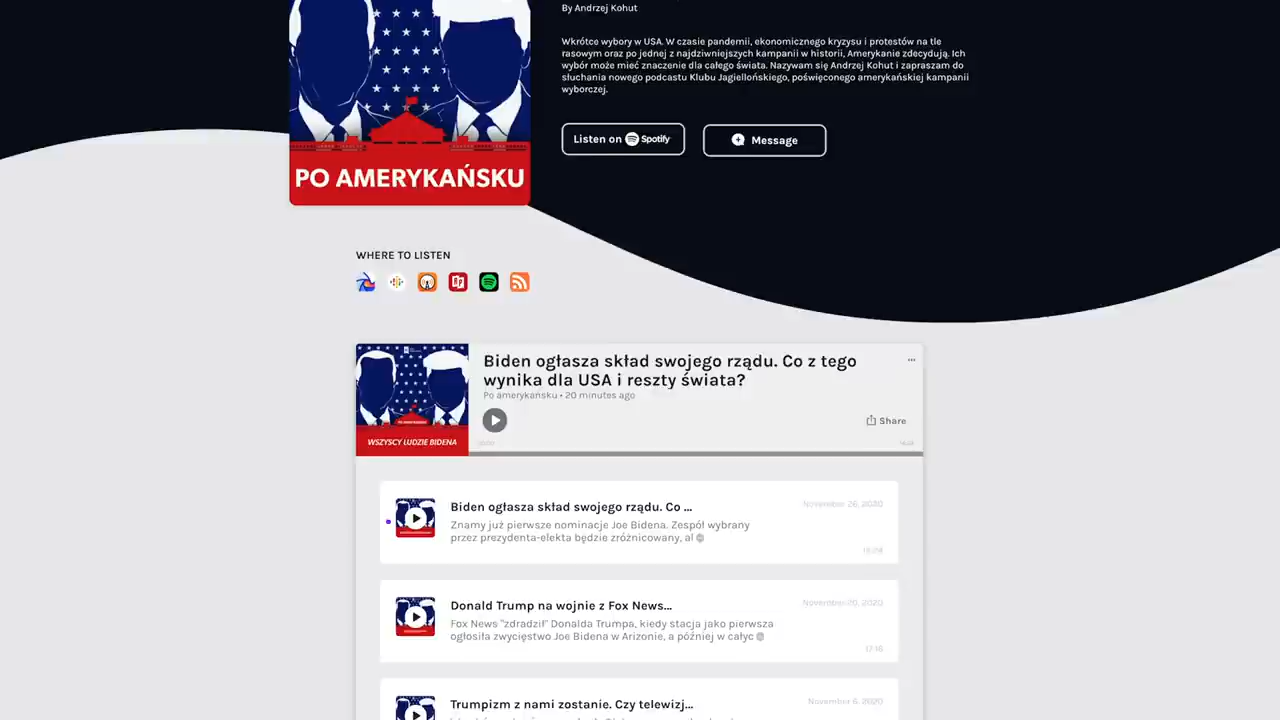 By Andrzej Kohut
Wkrótce wybory w USA. W czasie pandemii, ekonomicznego kryzysu i protestów na tle
rasowym oraz po jednej z najdziwniejszych kampanii w historii, Amerykanie zdecydują. Ich
wybór może mieć znaczenie dla całego świata. Nazywam się Andrzej Kohut i zapraszam do
słuchania nowego podcastu Klubu Jagiellońskiego, poświęconego amerykańskiej kampanii
wyborczej.
Listen on Spotify
Message
PO AMERYKAŃSKU
WHERE TO LISTEN
Biden ogłasza skład swojego rządu. Co z tego
wynika dla USA i reszty świata?
Po amerykańsku • 20 minutes ago
Share
WSZYSCY LUDZIE BIDENA
Biden ogłasza skład swojego rządu. Co ...
November 26, 2020
Znamy już pierwsze nominacje Joe Bidena. Zespół wybrany
przez prezydenta-elekta będzie zróżnicowany, al
Donald Trump na wojnie z Fox News...
November 20, 2020
Fox News "zdradził" Donalda Trumpa, kiedy stacja jako pierwsza
ogłosiła zwycięstwo Joe Bidena w Arizonie, a później w całyc
17:16
Trumpizm z nami zostanie. Czy telewizj...
November 6, 2020